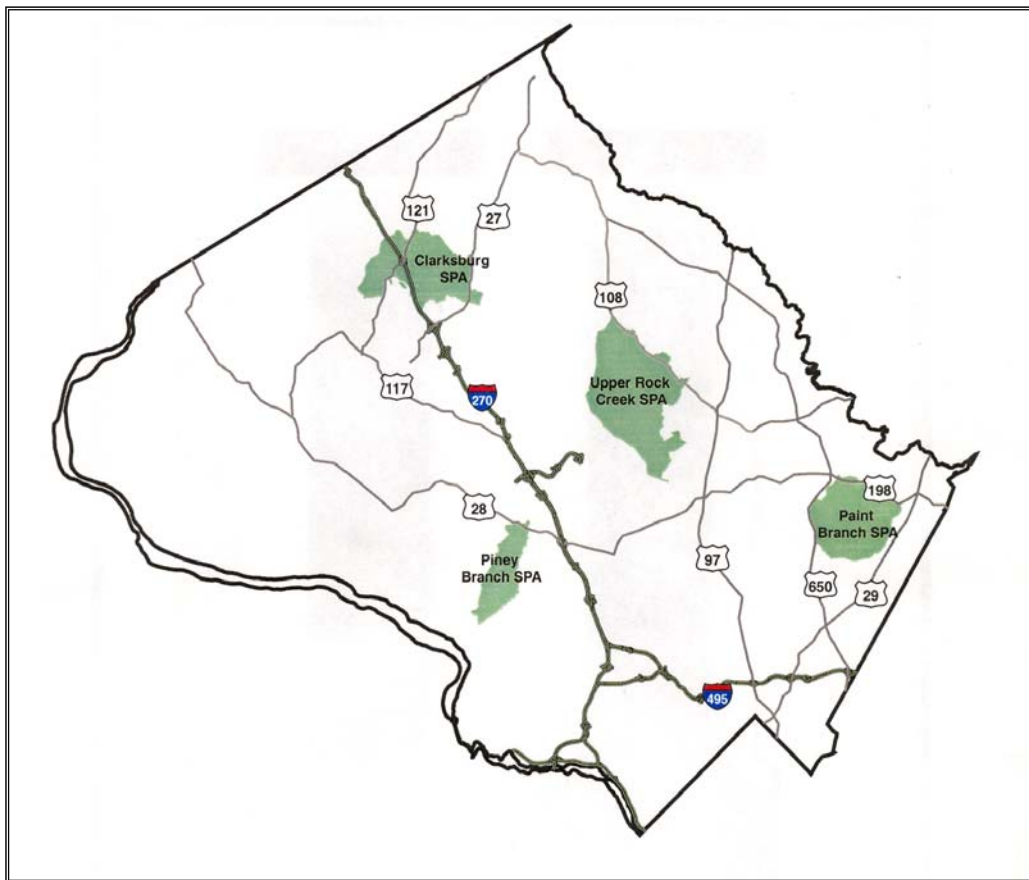 121
27
Clarksburg
SPA
108
Upper Rock
Creek SPA
117
270
198
28
Paint
Branch SPA
Piney
Branch SPA
97
650
29
495